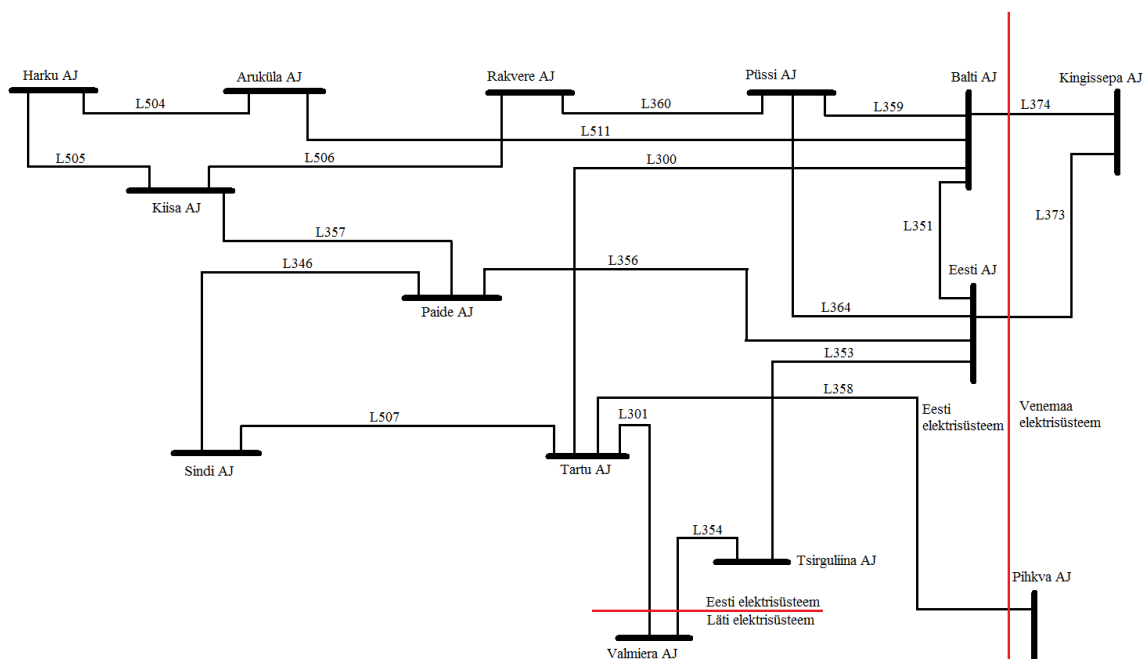 Harku AJ
Aruküla AJ
Rakvere AJ
Püssi AJ
Balti AJ
Kingissepa AJ
L504
L360
L359
L374
L511
L505
L506
L300
Kiisa AJ
L357
L351
L373
L346
L356
Eesti AJ
Paide AJ
L364
L353
L358
L301
L507
Eesti
elektrisüsteem
Venemaa
elektrisüsteem
Sindi AJ
Tartu AJ
L354
Tsirguliina AJ
Pihkva AJ
Eesti elektrisüsteem
Läti elektrisüsteem
Valmiera AJ